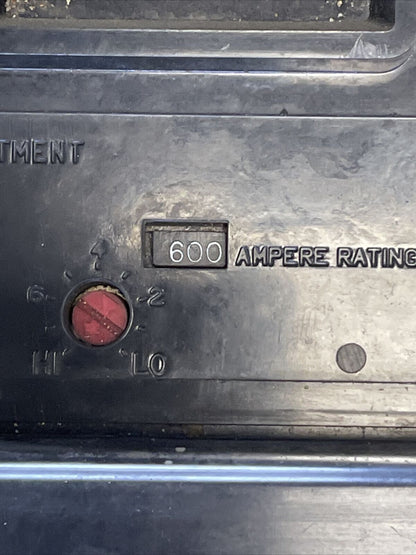 TMENT
600 AMPERE RATING
4
6 2
HI LO